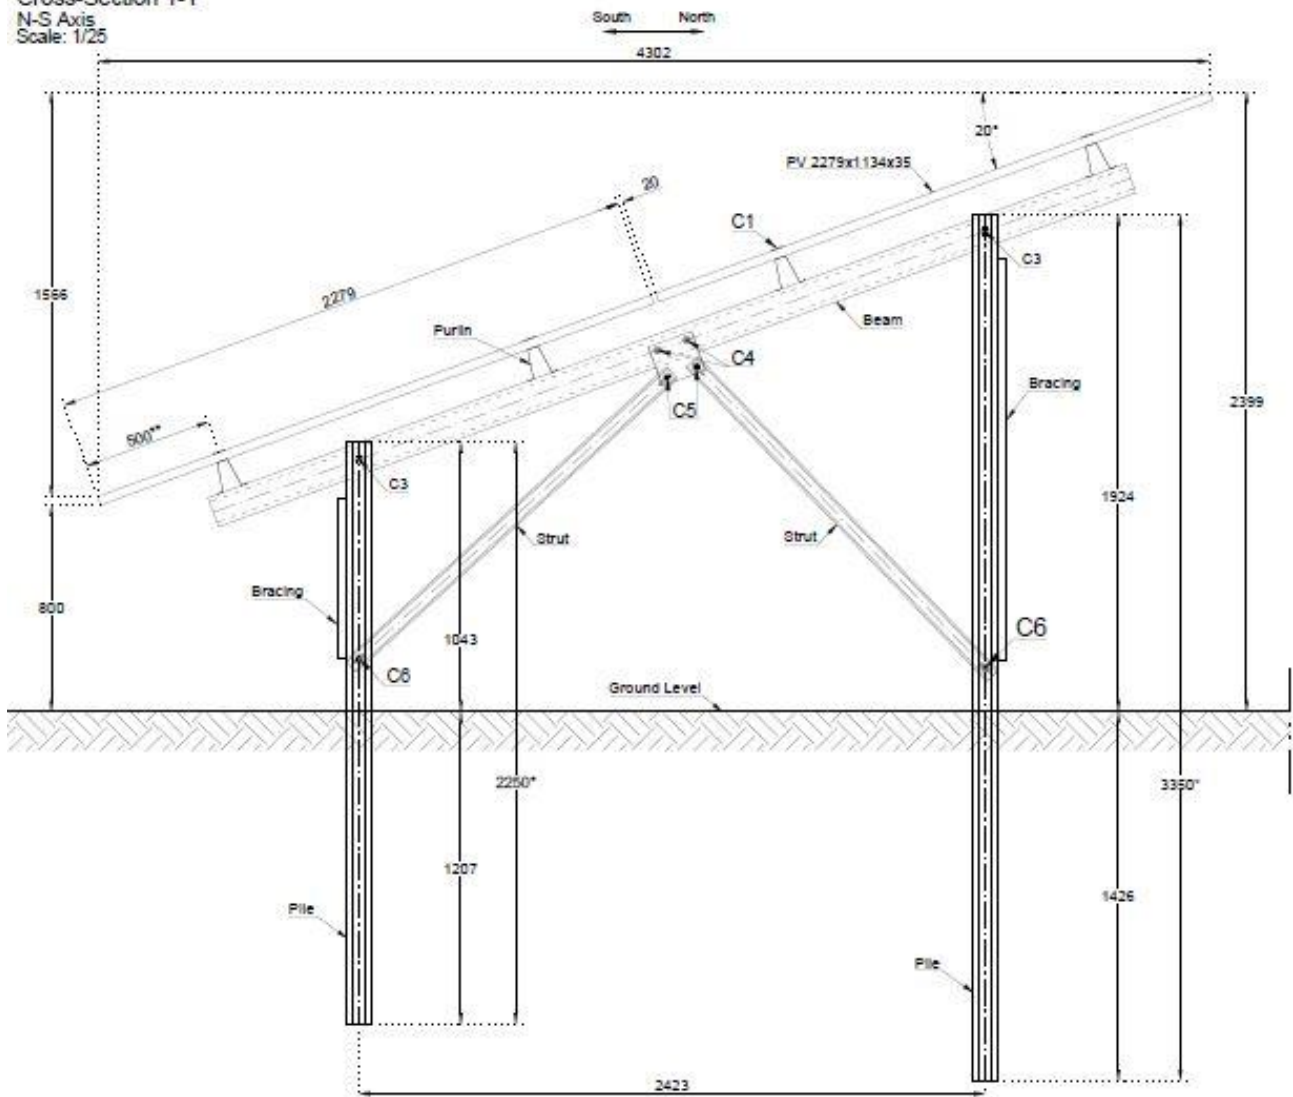 Cross-Section 1-1
N-S Axis
Scale: 1/25
South North
4302
20°
PV 2279x1134x35
20
C1
C3
1566
2279
Purlin
Beam
C4
Bracing
C5
2399
500**
C3
1924
Strut
Strut
Bracing
800
1043
C6
C6
Ground Level
2250*
3350*
1207
1426
Pile
Pile
2423